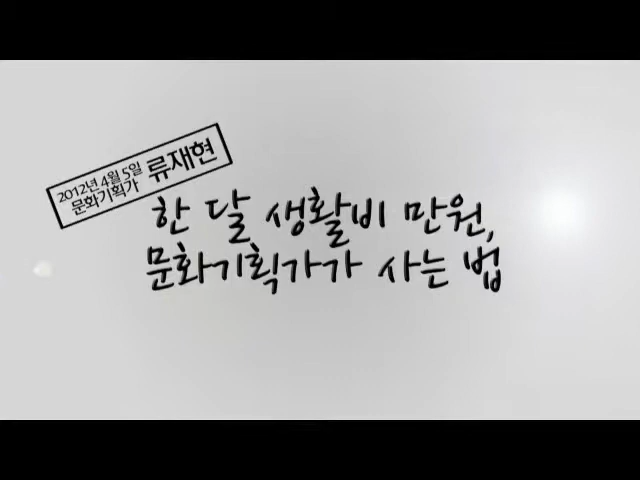 2012년 4월 5일
문화기획가 류재현
한 달 생활비 만원,
문화기획가가 사는 법